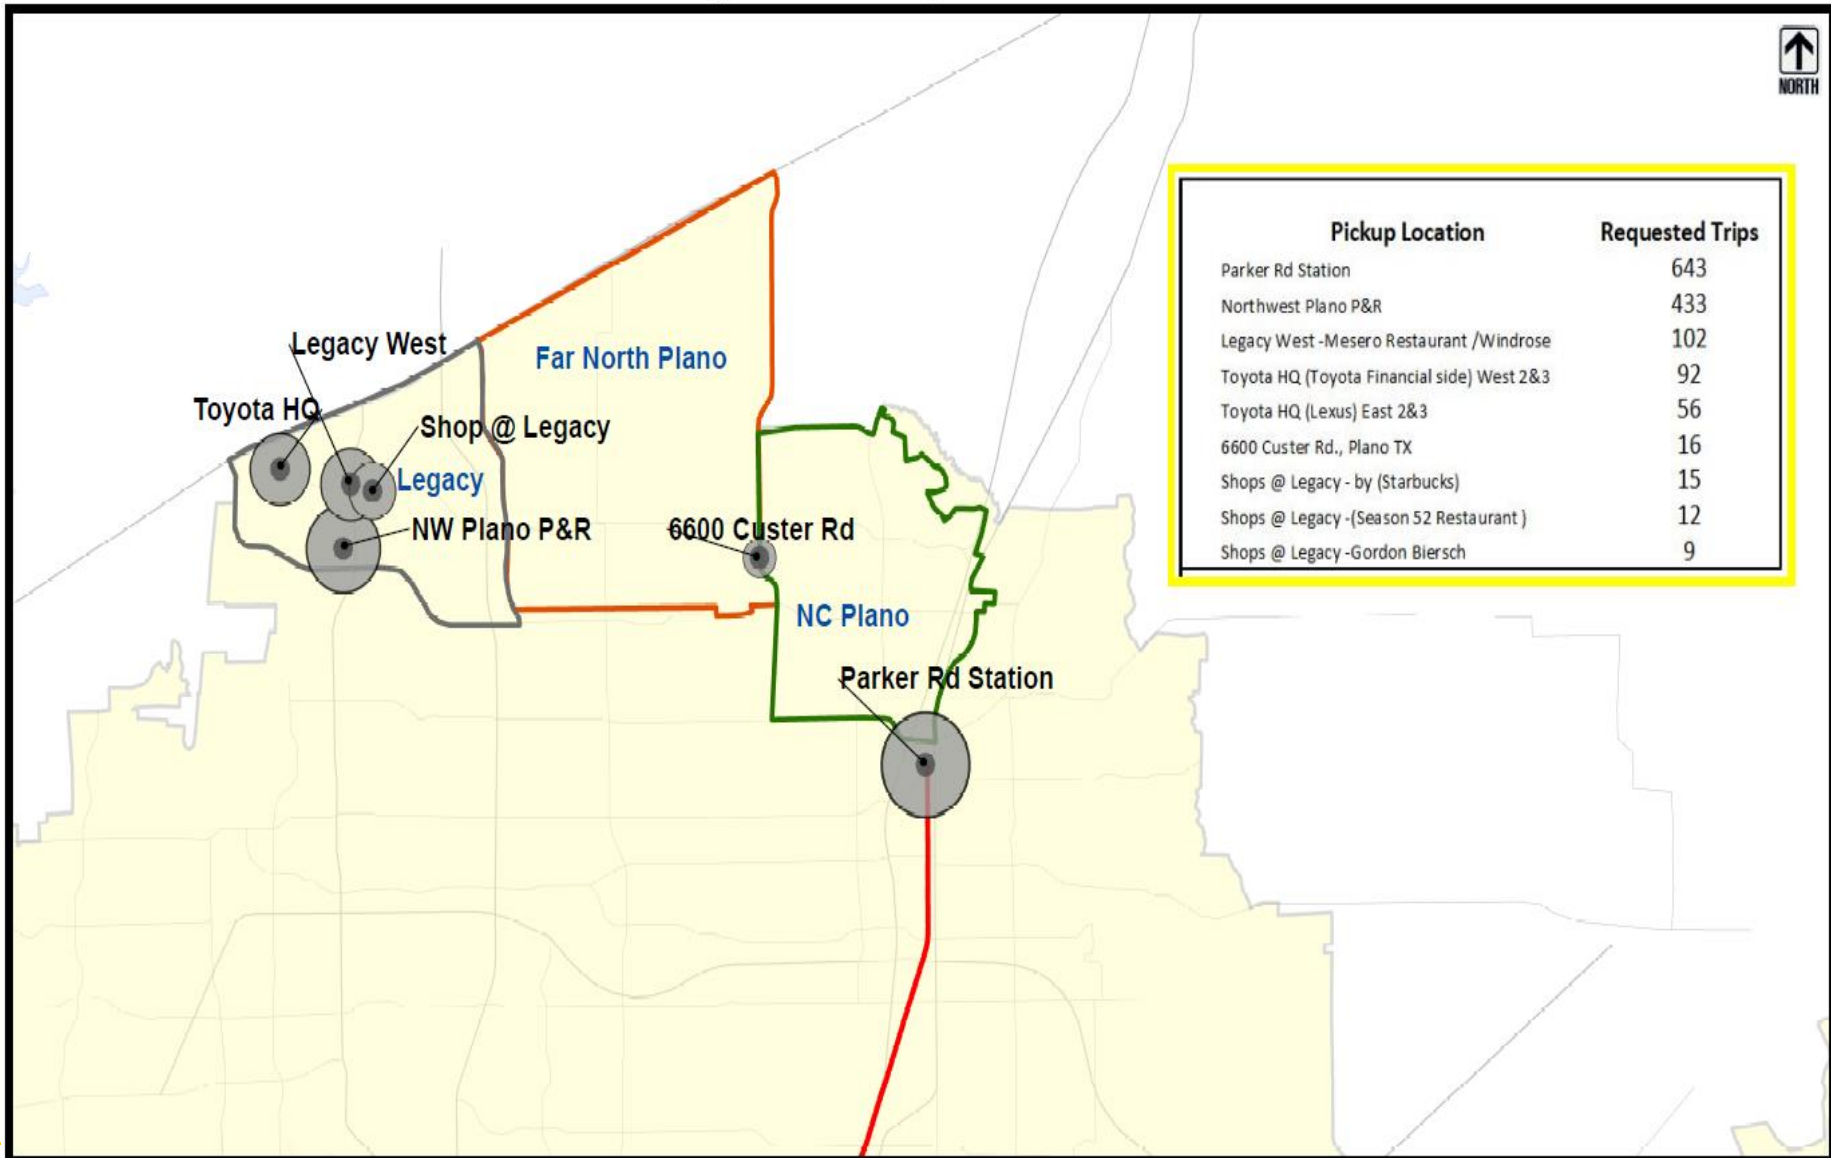 NORTH
Pickup Location Requested Trips
Parker Rd Station 643
Northwest Plano P&R 433
Legacy West -Mesero Restaurant /Windrose 102
Toyota HQ (Toyota Financial side) West 2&3 92
Toyota HQ (Lexus) East 2&3 56
6600 Custer Rd., Plano TX 16
Shops @ Legacy - by (Starbucks) 15
Shops @ Legacy -(Season 52 Restaurant ) 12
Shops @ Legacy -Gordon Biersch 9
Legacy West
Far North Plano
Toyota HQ
Shop @ Legacy
Legacy
NW Plano P&R
6600 Custer Rd
NC Plano
Parker Rd Station